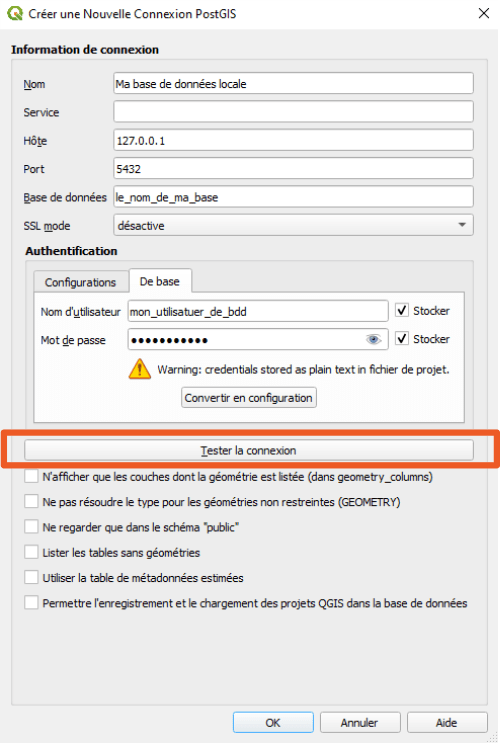 Créer une Nouvelle Connexion PostGIS
Information de connexion
Nom Ma base de données locale
Service
Hôte 127.0.0.1
Port 5432
Base de données le_nom_de_ma_base
SSL mode désactive
Authentification
Configurations De base
Nom d'utilisateur mon_utilisatuer_de_bdd Stocker
Mot de passe ●●●●●●●●●●● Stocker
Warning: credentials stored as plain text in fichier de projet.
Convertir en configuration
Tester la connexion
N'afficher que les couches dont la géométrie est listée (dans geometry_columns)
Ne pas résoudre le type pour les géométries non restreintes (GEOMETRY)
Ne regarder que dans le schéma "public"
Lister les tables sans géométries
Utiliser la table de métadonnées estimées
Permettre l'enregistrement et le chargement des projets QGIS dans la base de données
OK Annuler Aide